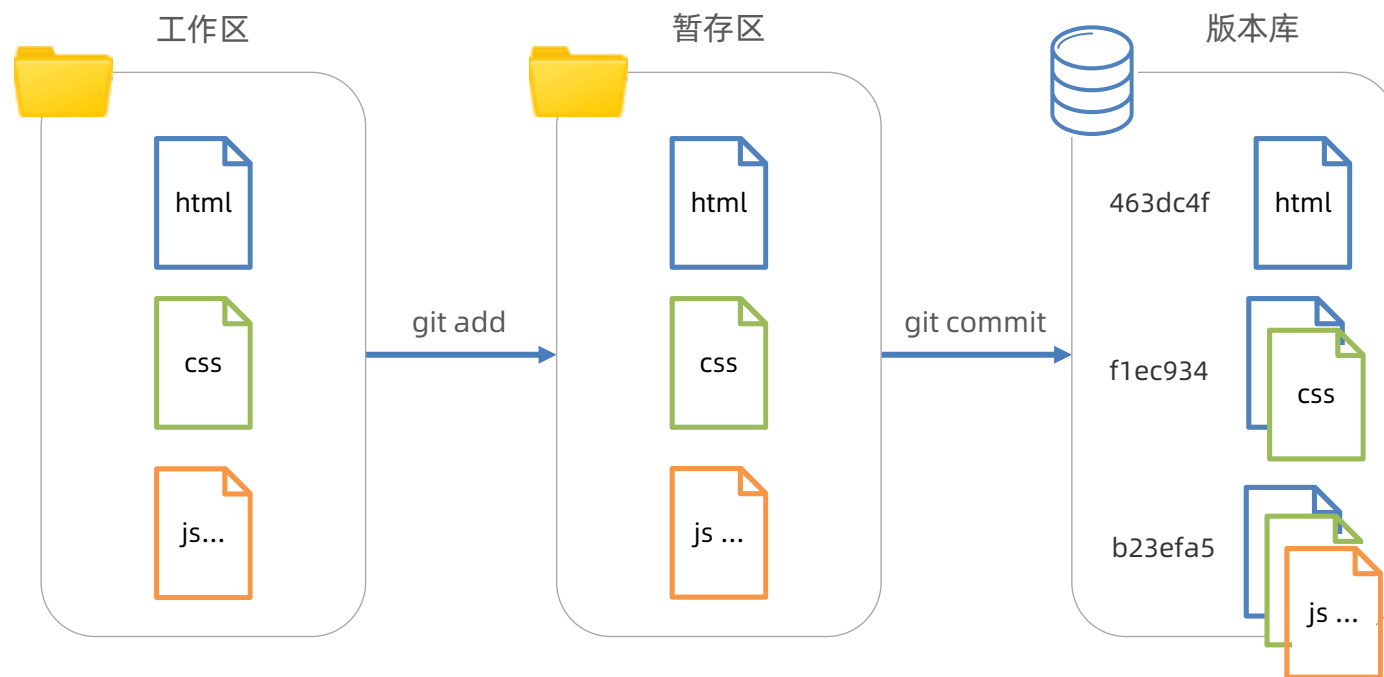 工作区
暂存区
版本库
html
css
js...
git add
html
css
js ...
git commit
463dc4f
html
f1ec934
css
b23efa5
js ...